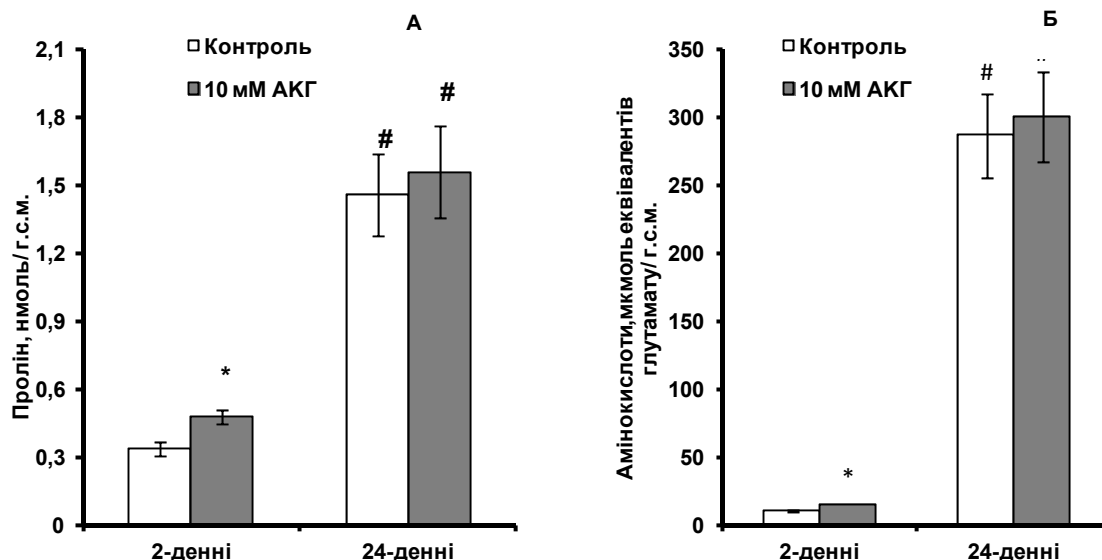 А
Контроль
10 мМ АКГ
Пролін, нмоль/ г.с.м.
2,1
1,8
1,5
1,2
0,9
0,6
0,3
0
*
#
#
2-денні
24-денні
Б
Контроль
10 мМ АКГ
Амінокислоти,мкмоль еквівалентів
глутамату/ г.с.м.
350
300
250
200
150
100
50
0
*
#
..
2-денні
24-денні